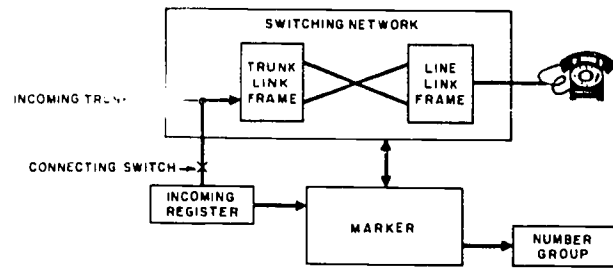 SWITCHING NETWORK
TRUNK
LINK
FRAME
LINE
LINK
FRAME
INCOMING
CONNECTING SWITCH
INCOMING
REGISTER
MARKER
NUMBER
GROUP